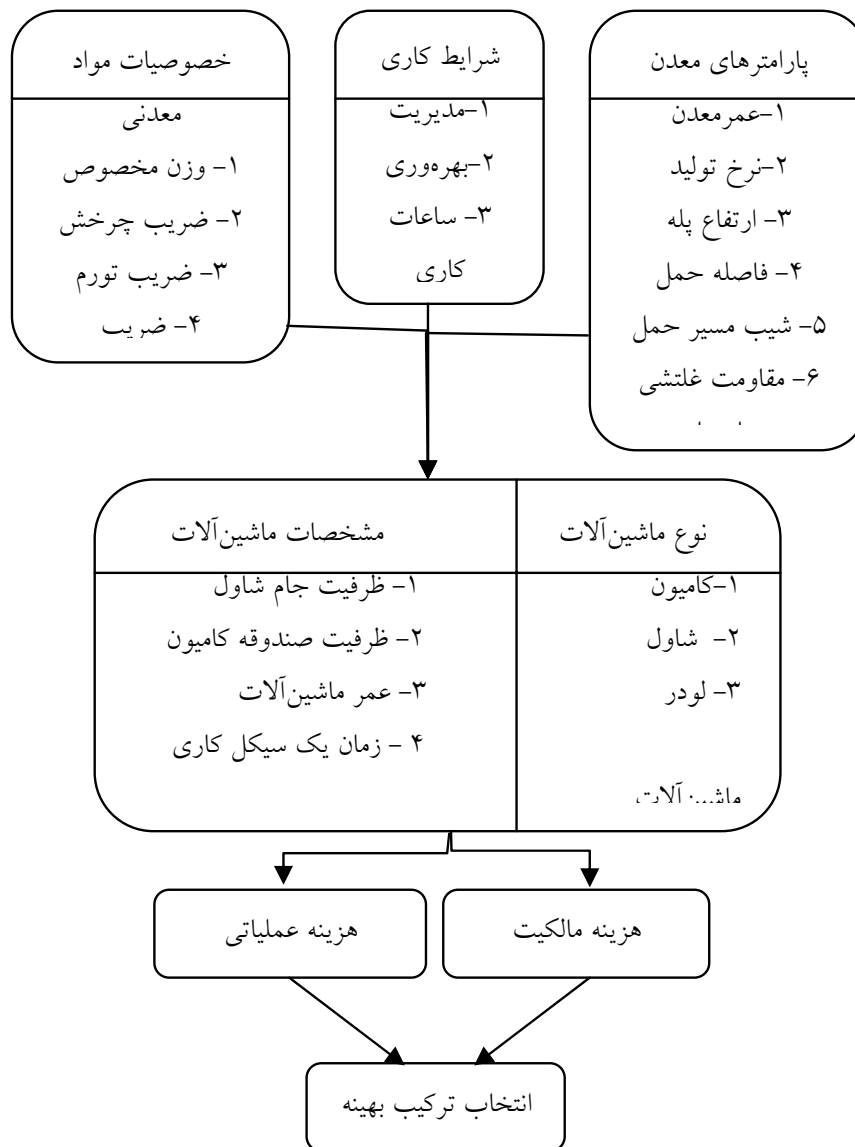 پارامترهای معدن
۱-عمرمعدن
۲-نرخ تولید
۳- ارتفاع پله
۴- فاصله حمل
۵- شیب مسیر حمل
۶- مقاومت غلتشی
شرایط کاری
۱-مدیریت
۲-بهره‌وری
۳- ساعات
کاری
خصوصیات مواد
معدنی
۱- وزن مخصوص
۲- ضریب چرخش
۳- ضریب تورم
۴- ضریب
نوع ماشین‌آلات
۱-کامیون
۲- شاول
۳- لودر
ماشین‌آلات
مشخصات ماشین‌آلات
۱- ظرفیت جام شاول
۲- ظرفیت صندوقه کامیون
۳- عمر ماشین‌آلات
۴ - زمان یک سیکل کاری
هزینه مالکیت
هزینه عملیاتی
انتخاب ترکیب بهینه